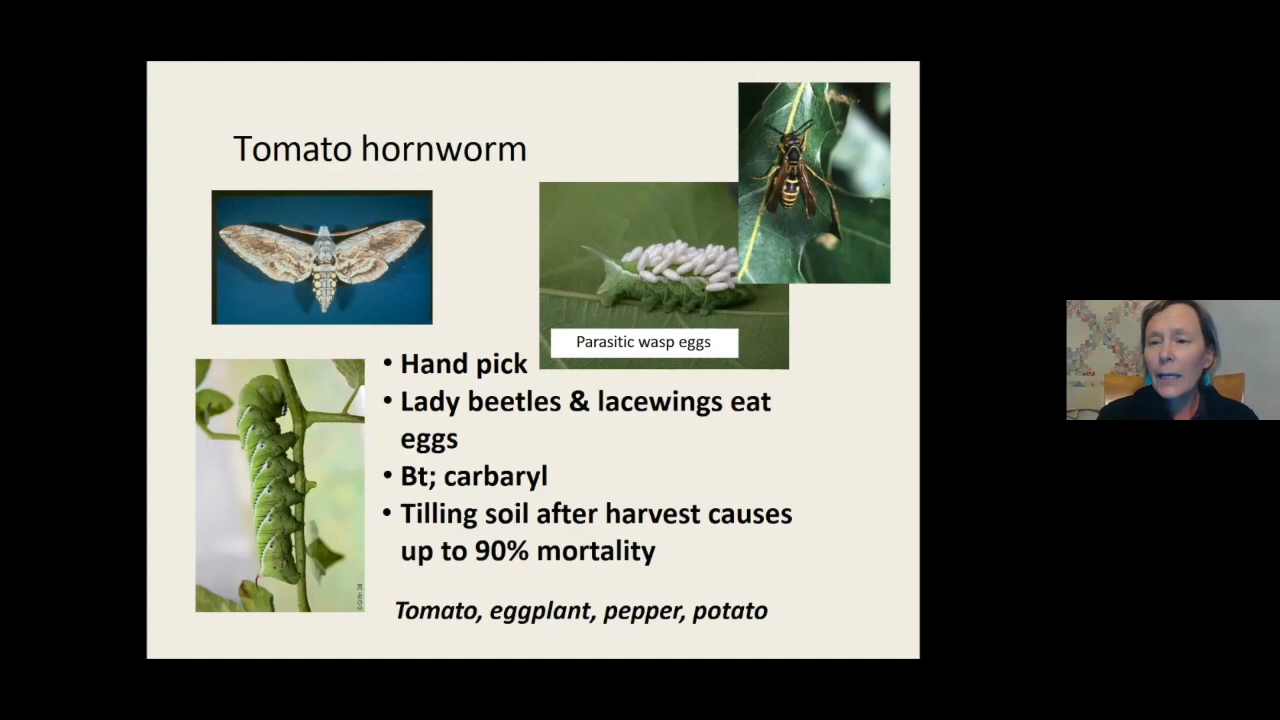 Tomato hornworm
Parasitic wasp eggs
• Hand pick
• Lady beetles & lacewings eat
eggs
• Bt; carbaryl
• Tilling soil after harvest causes
up to 90% mortality
Tomato, eggplant, pepper, potato